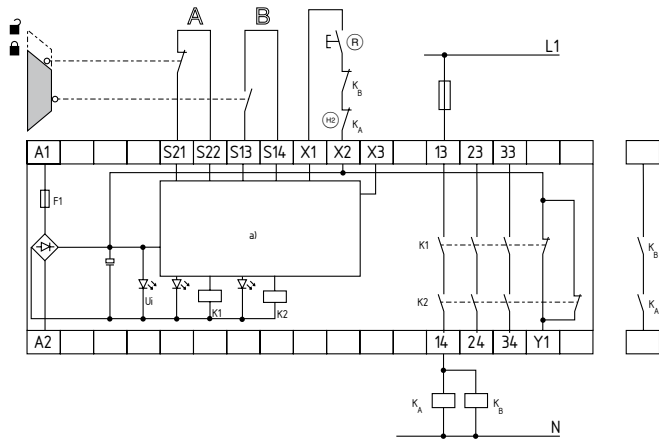 A B
R
L1
K_B
H2
K_A
A1 S21 S22 S13 S14 X1 X2 X3 13 23 33
F1
a)
K1
K_B
Ui K1 K2
K2
K_A
A2 14 24 34 Y1
K_A K_B
N